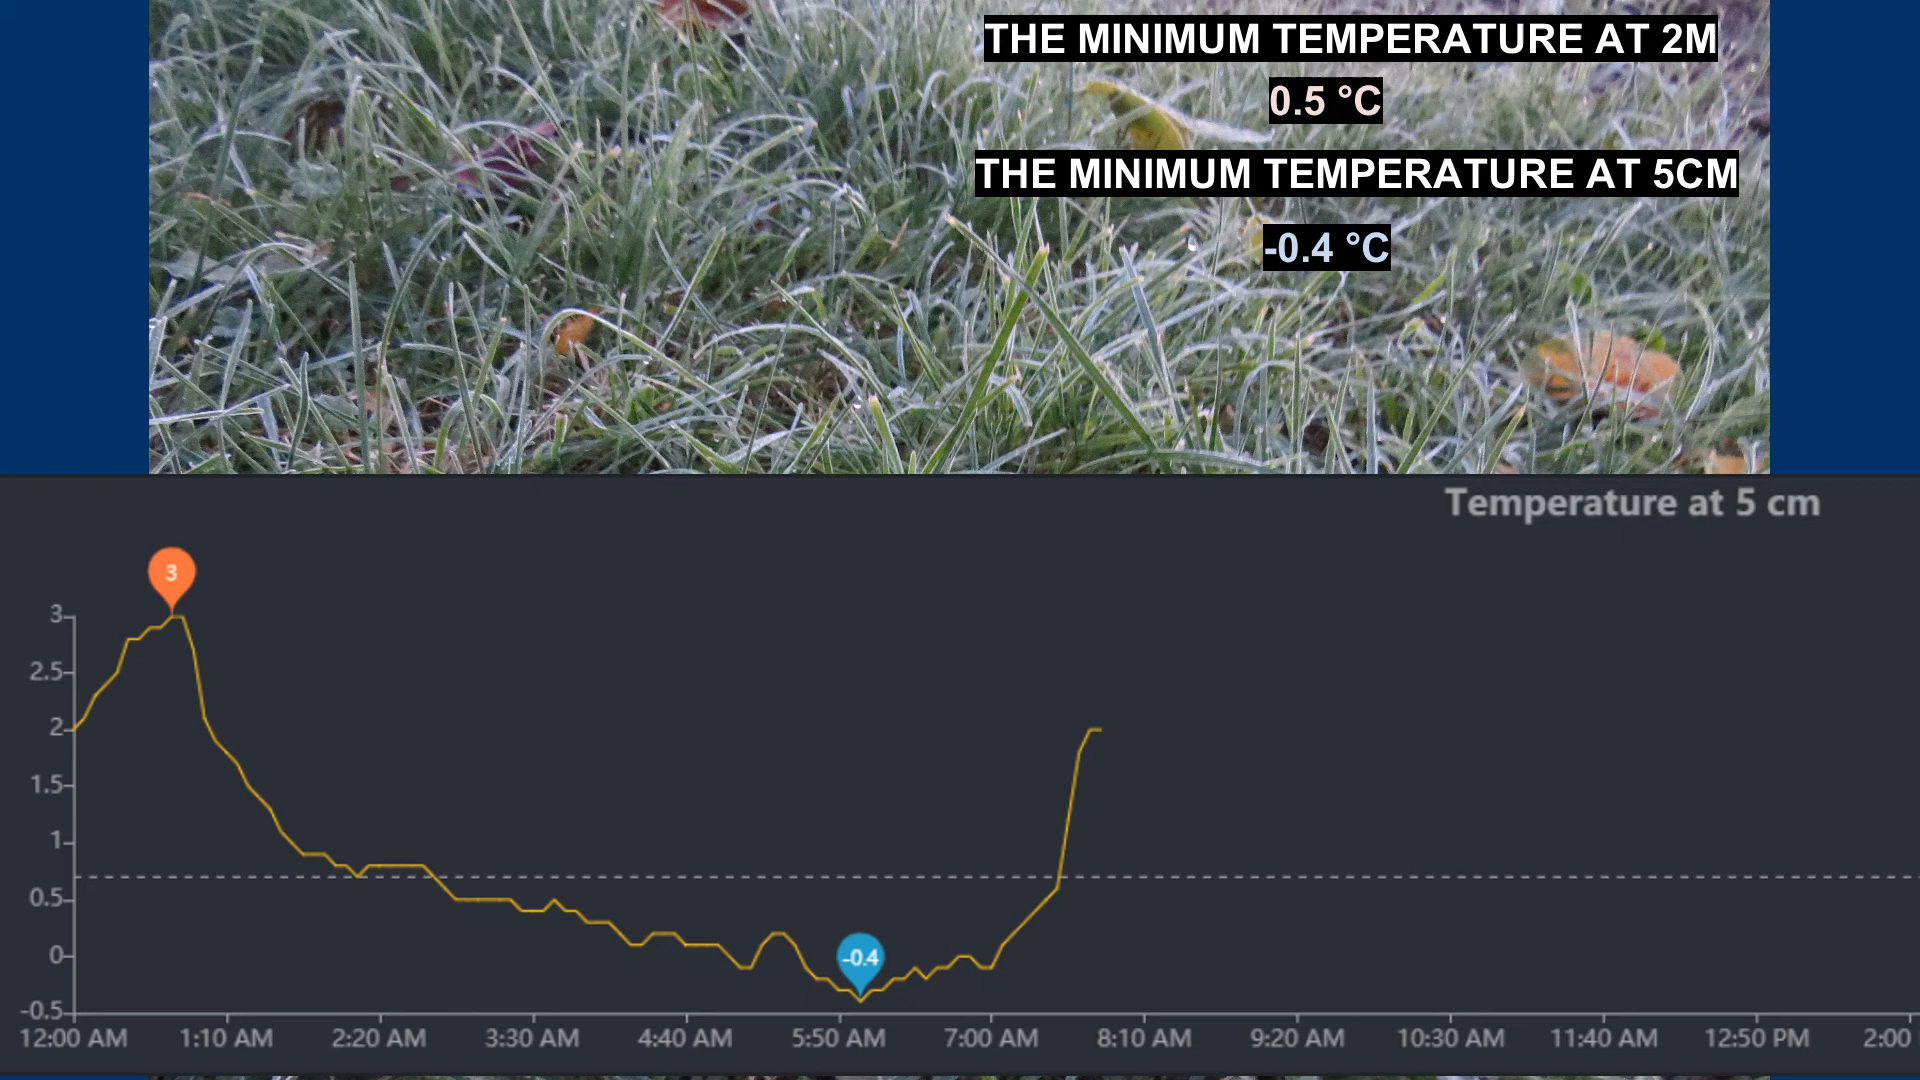 THE MINIMUM TEMPERATURE AT 2M
0.5 °C
THE MINIMUM TEMPERATURE AT 5CM
-0.4 °C
Temperature at 5 cm
3
3
2.5
2
1.5
1
0.5
0
-0.4
-0.5
12:00 AM 1:10 AM 2:20 AM 3:30 AM 4:40 AM 5:50 AM 7:00 AM 8:10 AM 9:20 AM 10:30 AM 11:40 AM 12:50 PM 2:00